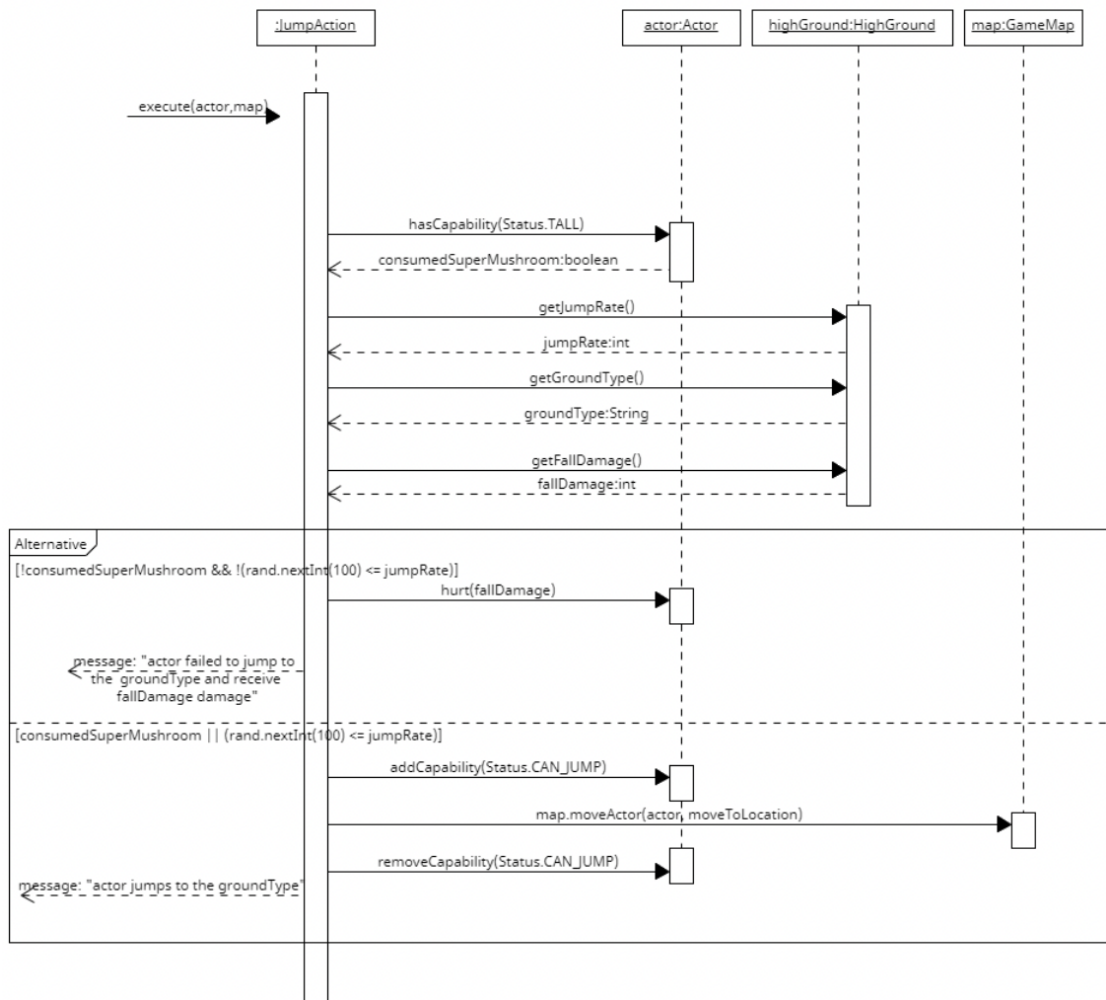 :JumpAction
actor:Actor
highGround:HighGround
map:GameMap
execute(actor,map)
hasCapability(Status.TALL)
consumedSuperMushroom:boolean
getJumpRate()
jumpRate:int
getGroundType()
groundType:String
getFallDamage()
fallDamage:int
Alternative
[!consumedSuperMushroom && !(rand.nextInt(100) <= jumpRate)]
hurt(fallDamage)
message: "actor failed to jump to
the groundType and receive
fallDamage damage"
[consumedSuperMushroom || (rand.nextInt(100) <= jumpRate)]
addCapability(Status.CAN_JUMP)
map.moveActor(actor, moveToLocation)
removeCapability(Status.CAN_JUMP)
message: "actor jumps to the groundType"